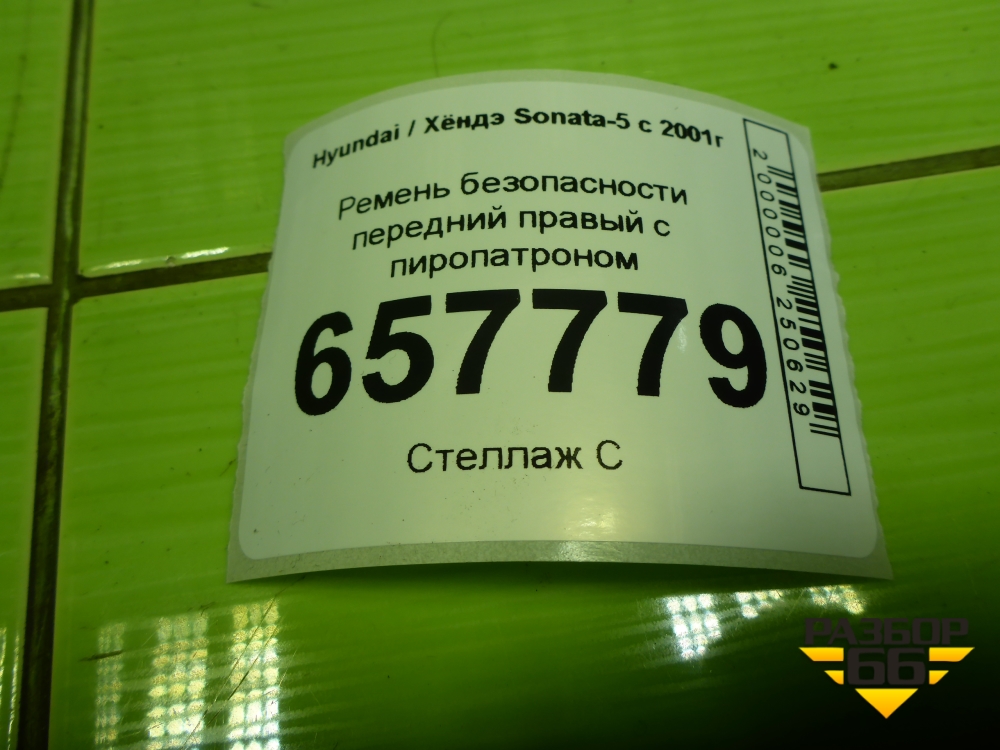 Hyundai / Хёндэ Sonata-5 с 2001г
Ремень безопасности
передний правый с
пиропатроном
657779
Стеллаж С
2000006250629
РАЗБОР
66